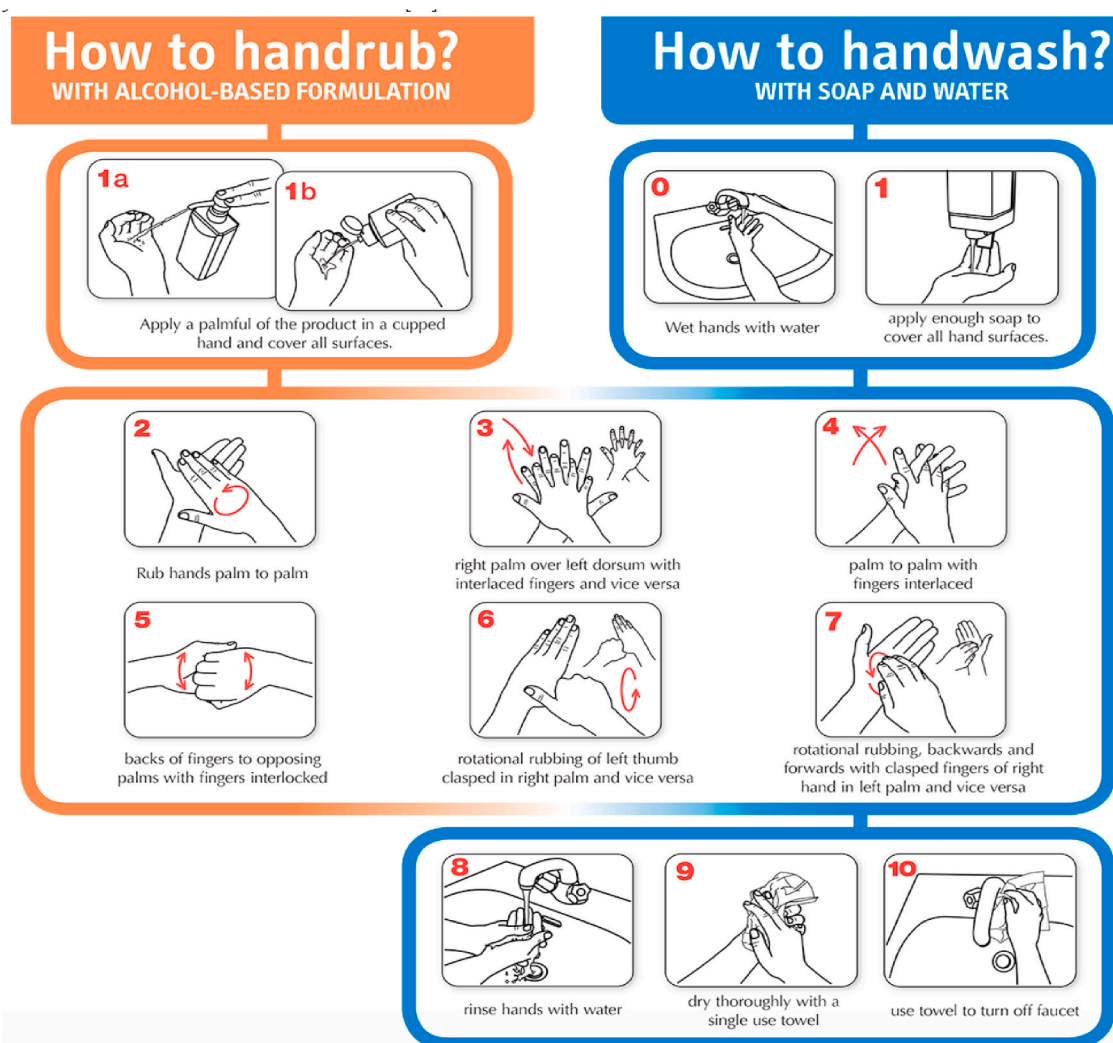 How to handrub?
WITH ALCOHOL-BASED FORMULATION
How to handwash?
WITH SOAP AND WATER
1a
1b
Apply a palmful of the product in a cupped
hand and cover all surfaces.
0
Wet hands with water
1
apply enough soap to
cover all hand surfaces.
2
Rub hands palm to palm
3
right palm over left dorsum with
interlaced fingers and vice versa
4
palm to palm with
fingers interlaced
5
backs of fingers to opposing
palms with fingers interlocked
6
rotational rubbing of left thumb
clasped in right palm and vice versa
7
rotational rubbing, backwards and
forwards with clasped fingers of right
hand in left palm and vice versa
8
rinse hands with water
9
dry thoroughly with a
single use towel
10
use towel to turn off faucet